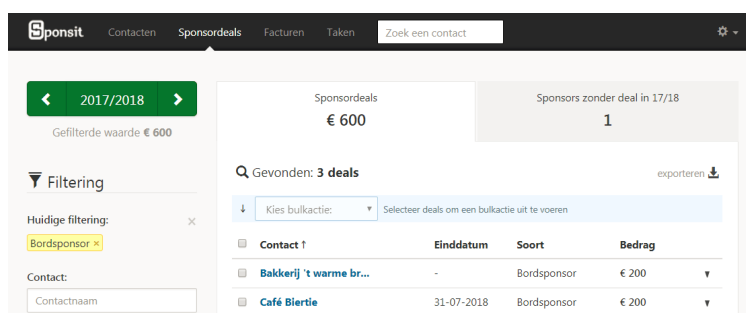 Sponsit Contacten Sponsordeals Facturen Taken Zoek een contact
2017/2018
Gefilterde waarde € 600
Filtering
Huidige filtering: ×
Bordsponsor ×
Contact:
Contactnaam
Sponsordeals
€ 600
Sponsors zonder deal in 17/18
1
Gevonden: 3 deals exporteren
↓ Kies bulkactie: ▼ Selecteer deals om een bulkactie uit te voeren
Contact ↑ Einddatum Soort Bedrag
Bakkerij 't warme br... - Bordsponsor € 200 ▼
Café Biertie 31-07-2018 Bordsponsor € 200 ▼